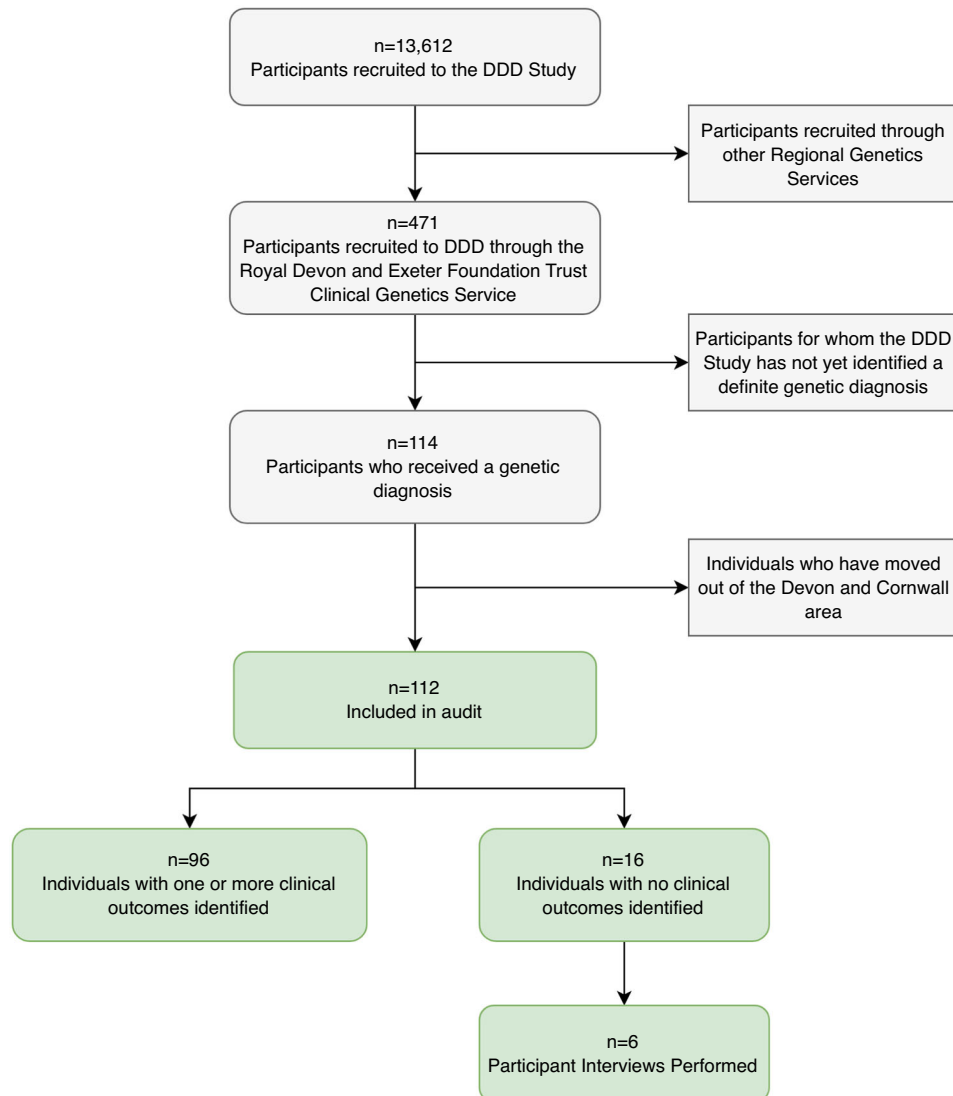 n=13,612
Participants recruited to the DDD Study
Participants recruited through
other Regional Genetics
Services
n=471
Participants recruited to DDD through the
Royal Devon and Exeter Foundation Trust
Clinical Genetics Service
Participants for whom the DDD
Study has not yet identified a
definite genetic diagnosis
n=114
Participants who received a genetic
diagnosis
Individuals who have moved
out of the Devon and Cornwall
area
n=112
Included in audit
n=96
Individuals with one or more clinical
outcomes identified
n=16
Individuals with no clinical
outcomes identified
n=6
Participant Interviews Performed